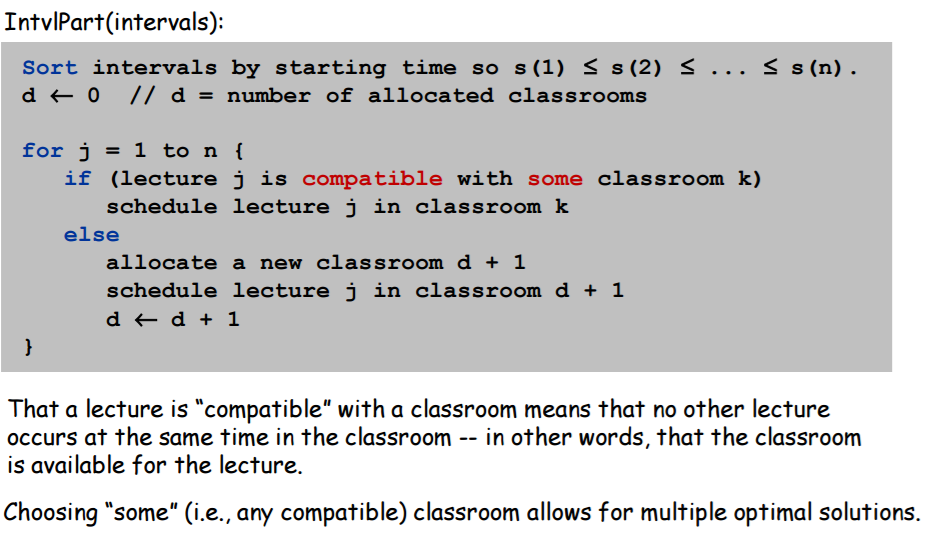 IntvlPart(intervals):
Sort intervals by starting time so s(1) ≤ s(2) ≤ ... ≤ s(n).
d ← 0 // d = number of allocated classrooms
for j = 1 to n {
if (lecture j is compatible with some classroom k)
schedule lecture j in classroom k
else
allocate a new classroom d + 1
schedule lecture j in classroom d + 1
d ← d + 1
}
That a lecture is “compatible” with a classroom means that no other lecture
occurs at the same time in the classroom -- in other words, that the classroom
is available for the lecture.
Choosing “some” (i.e., any compatible) classroom allows for multiple optimal solutions.